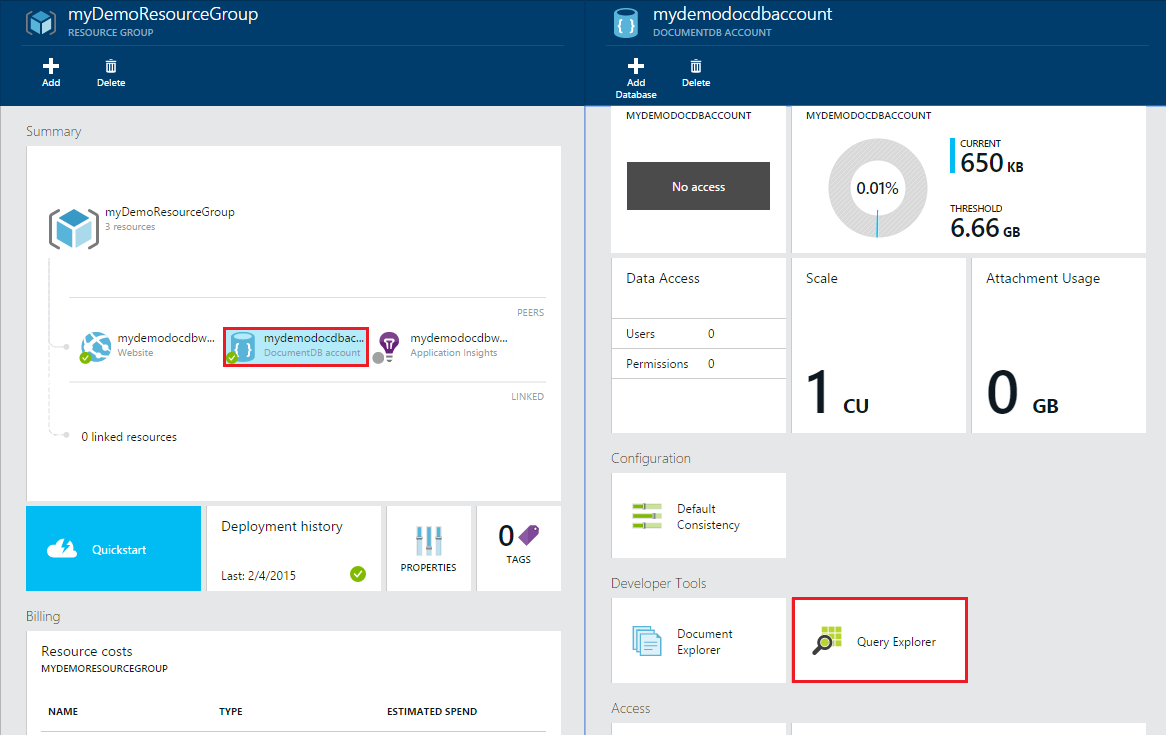 myDemoResourceGroup
RESOURCE GROUP
Add
Delete
Summary
myDemoResourceGroup
3 resources
PEERS
mydemodocdbw...
Website
mydemodocdbac...
DocumentDB account
mydemodocdbw...
Application Insights
LINKED
0 linked resources
Quickstart
Deployment history
Last: 2/4/2015
PROPERTIES
0
TAGS
Billing
Resource costs
MYDEMORESOURCEGROUP
NAME TYPE ESTIMATED SPEND
mydemodocdbaccount
DOCUMENTDB ACCOUNT
Add
Database
Delete
MYDEMODOCDBACCOUNT
No access
MYDEMODOCDBACCOUNT
0.01%
CURRENT
650 KB
THRESHOLD
6.66 GB
Data Access
Users 0
Permissions 0
Scale
1 CU
Attachment Usage
0 GB
Configuration
Default
Consistency
Developer Tools
Document
Explorer
Query Explorer
Access